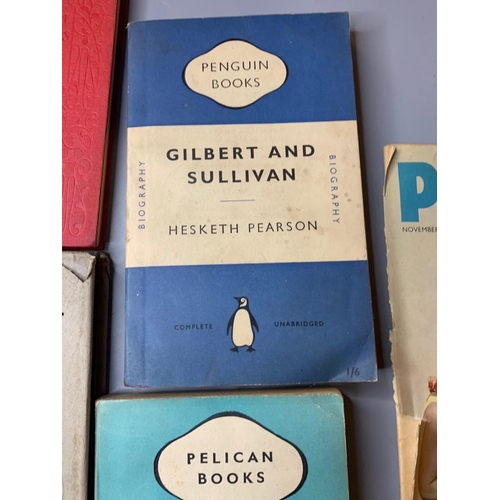 PENGUIN
BOOKS
GILBERT AND
SULLIVAN
BIOGRAPHY
BIOGRAPHY
HESKETH PEARSON
COMPLETE UNABRIDGED
1/6
PELICAN
BOOKS
P
NOVEMBER